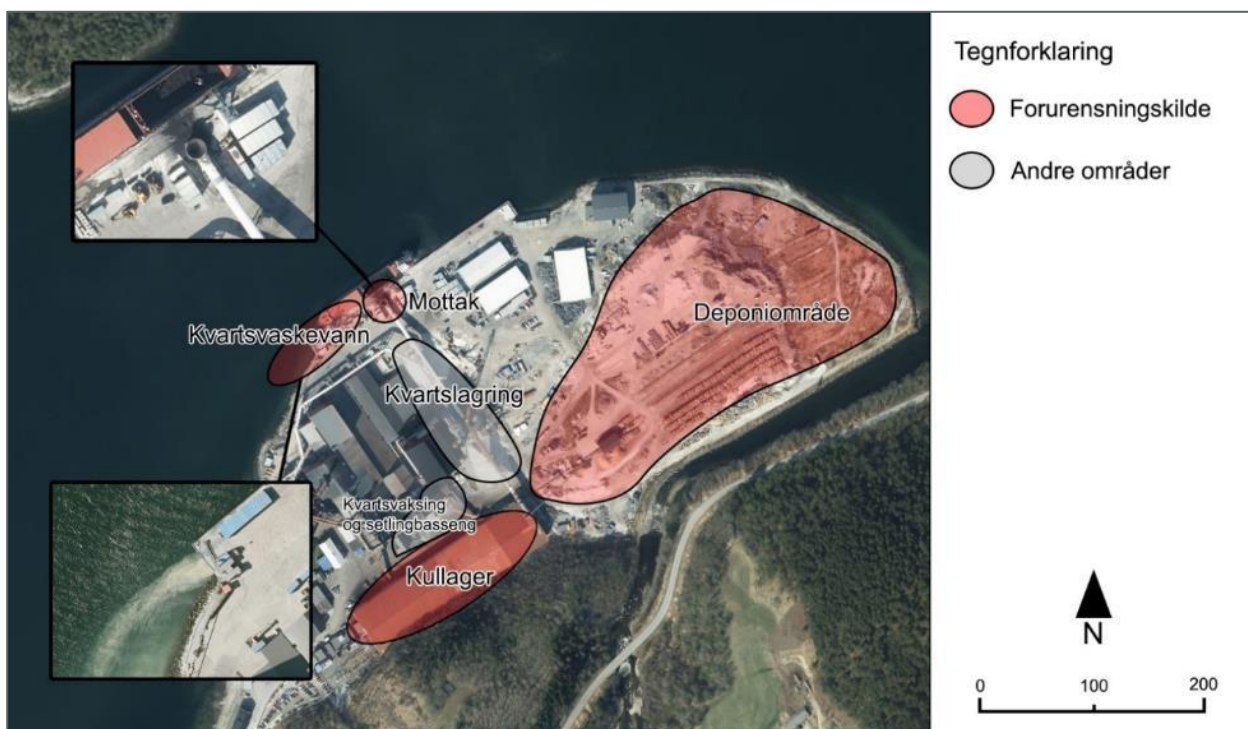 Tegnforklaring
Forurensningskilde
Andre områder
Mottak
Kvartsvaskevann
Deponiområde
Kvartslagring
Kvartsvaksing
og setlingbasseng
Kullager
N
0 100 200